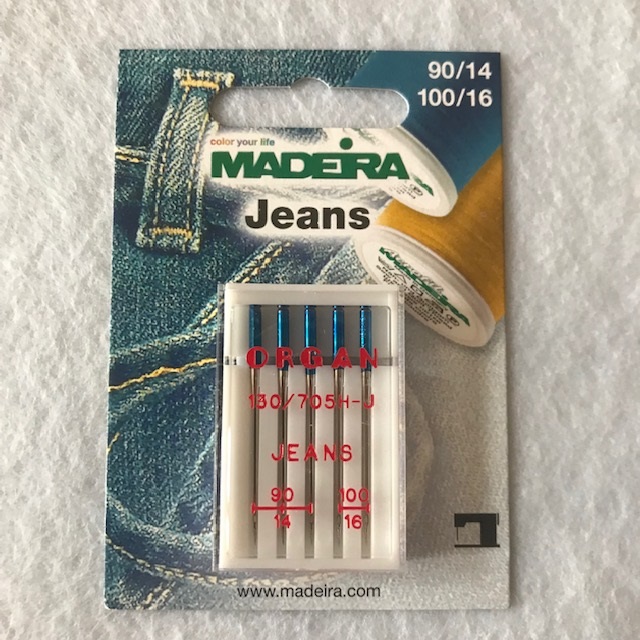 90/14
100/16
color your life
MADEIRA
Jeans
ORGAN
130/705H-J
JEANS
90 100
14 16
www.madeira.com